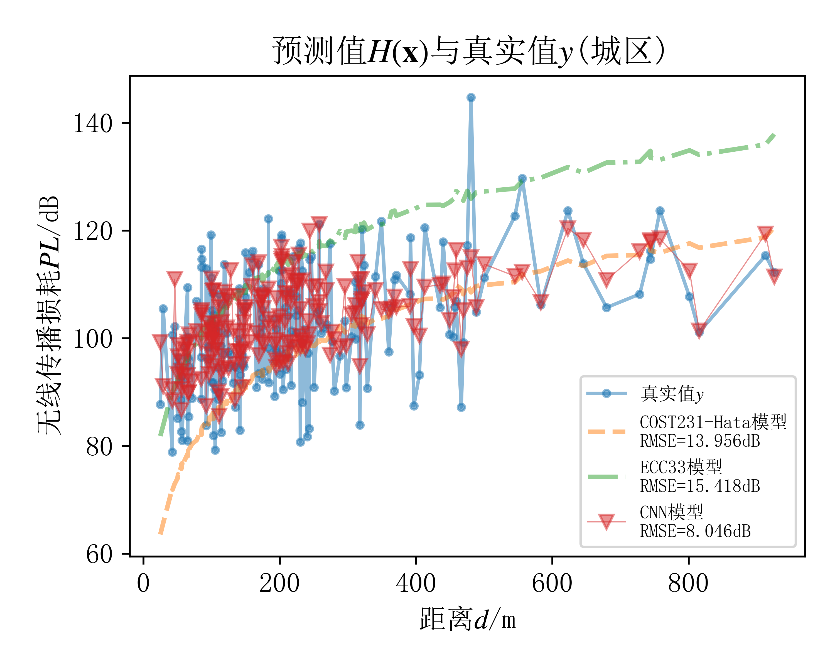 预测值H(x)与真实值y(城区)
无线传播损耗PL/dB
140
120
100
80
60
0
200
400
600
800
距离d/m
真实值y
COST231-Hata模型
RMSE=13.956dB
ECC33模型
RMSE=15.418dB
CNN模型
RMSE=8.046dB